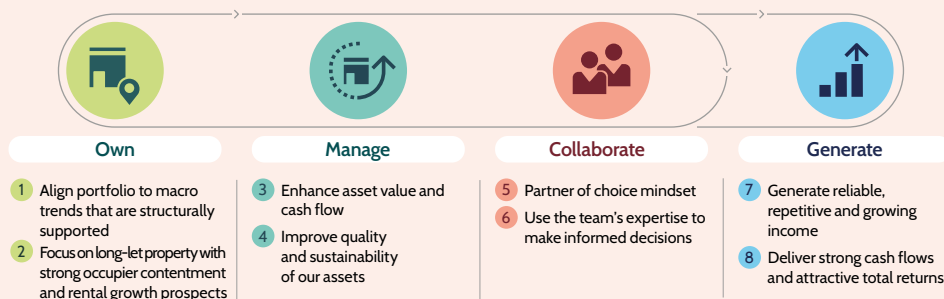 Own
1 Align portfolio to macro
trends that are structurally
supported
2 Focus on long-let property with
strong occupier contentment
and rental growth prospects
Manage
3 Enhance asset value and
cash flow
4 Improve quality
and sustainability
of our assets
Collaborate
5 Partner of choice mindset
6 Use the team's expertise to
make informed decisions
Generate
7 Generate reliable,
repetitive and growing
income
8 Deliver strong cash flows
and attractive total returns